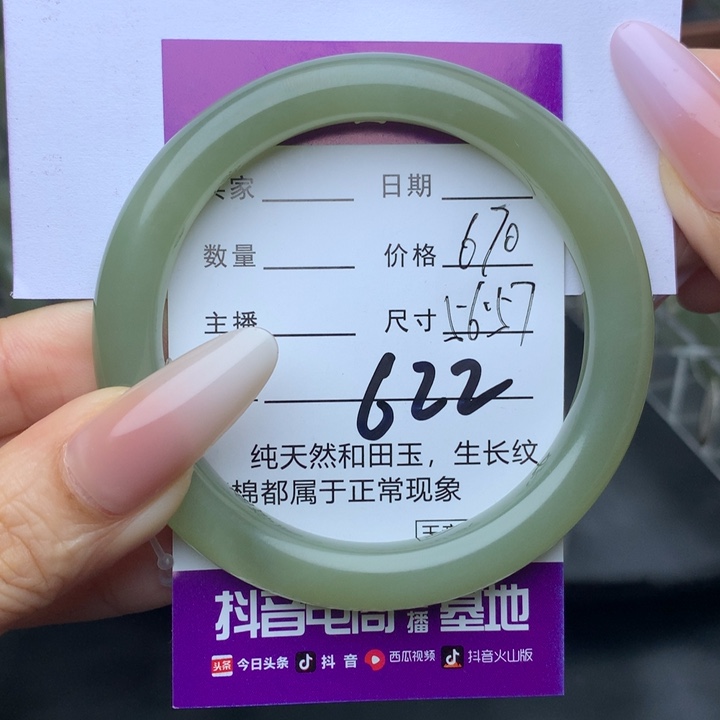 家 日期
数量 价格 670
主播 尺寸 56.57
622
纯天然和田玉，生长纹
棉都属于正常现象
抖音电商直播基地
头条 今日头条 抖音 西瓜视频 抖音火山版